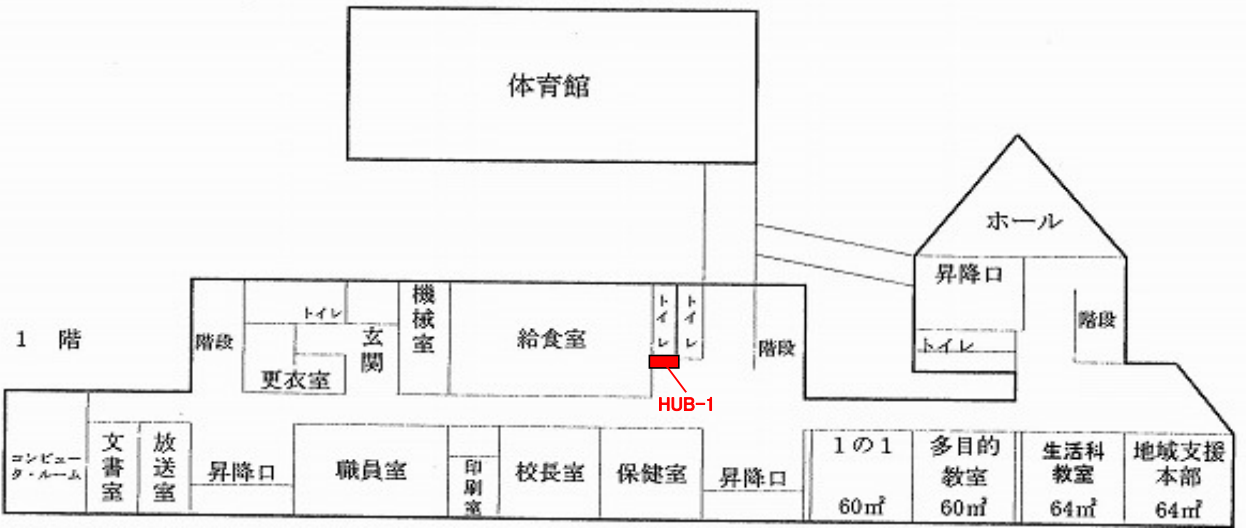 体育館
ホール
昇降口
階段
トイレ
1 階
階段
トイレ
玄関
更衣室
機械室
給食室
トイレ
トイレ
階段
HUB-1
コンピュー
タ・ルーム
文書室
放送室
昇降口
職員室
印刷室
校長室
保健室
昇降口
1の1
60㎡
多目的
教室
60㎡
生活科
教室
64㎡
地域支援
本部
64㎡